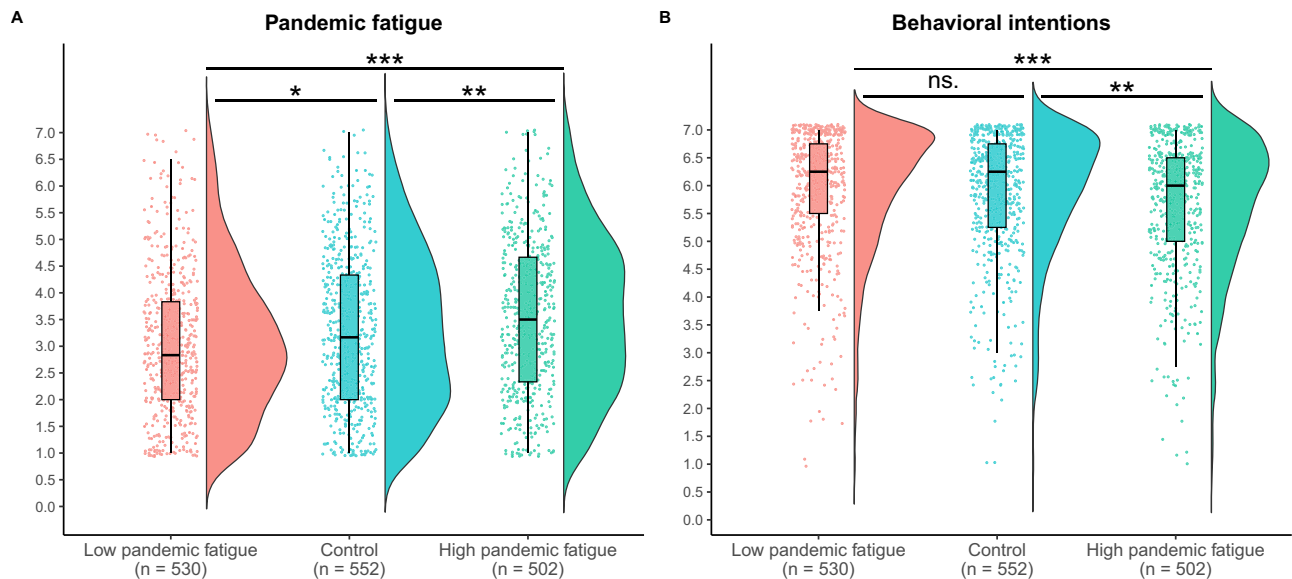 A
Pandemic fatigue
***
*
**
7.0
6.5
6.0
5.5
5.0
4.5
4.0
3.5
3.0
2.5
2.0
1.5
1.0
0.5
0.0
Low pandemic fatigue
(n = 530)
Control
(n = 552)
High pandemic fatigue
(n = 502)
B
Behavioral intentions
***
ns.
**
7.0
6.5
6.0
5.5
5.0
4.5
4.0
3.5
3.0
2.5
2.0
1.5
1.0
0.5
0.0
Low pandemic fatigue
(n = 530)
Control
(n = 552)
High pandemic fatigue
(n = 502)